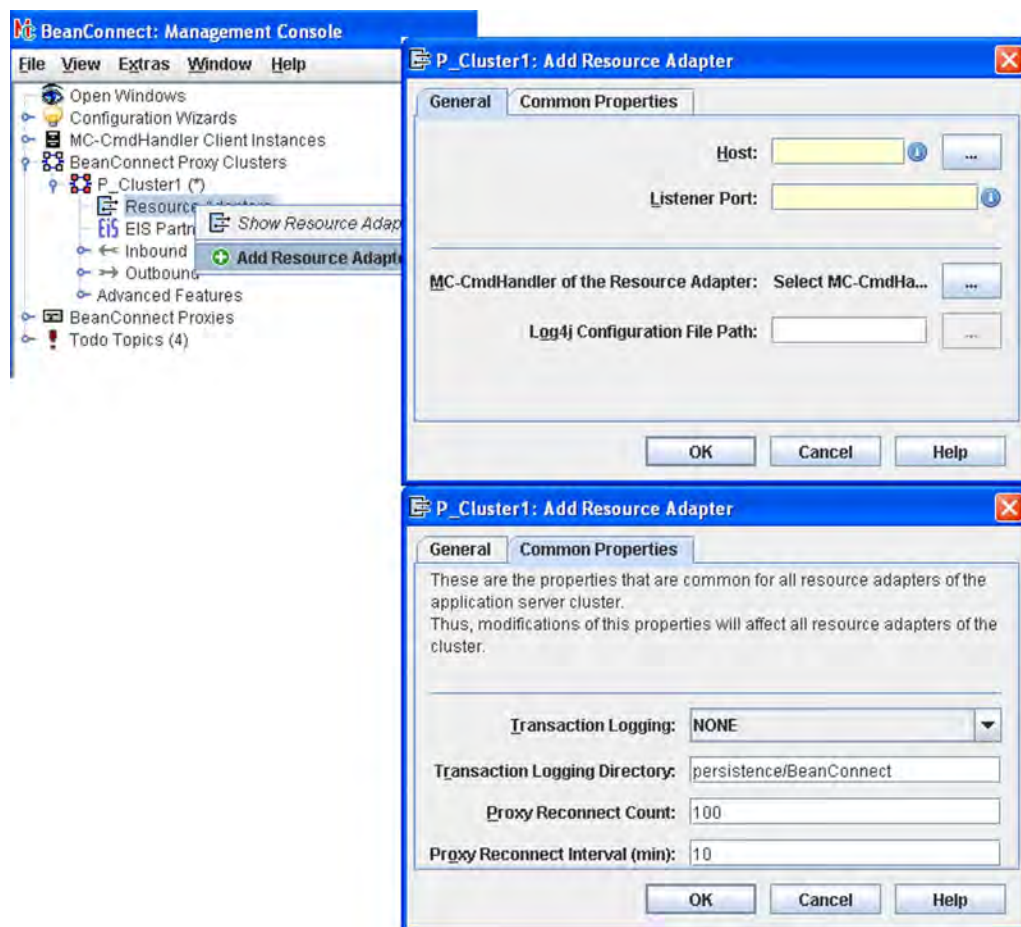 BeanConnect: Management Console
File View Extras Window Help
Open Windows
Configuration Wizards
MC-CmdHandler Client Instances
BeanConnect Proxy Clusters
P_Cluster1 (*)
Resource
Show Resource Adap
EIS Partn
Add Resource Adapt
Inbound
Outbound
Advanced Features
BeanConnect Proxies
Todo Topics (4)
P_Cluster1: Add Resource Adapter
General Common Properties
Host: ...
Listener Port:
MC-CmdHandler of the Resource Adapter: Select MC-CmdHa... ...
Log4j Configuration File Path: ...
OK Cancel Help
P_Cluster1: Add Resource Adapter
General Common Properties
These are the properties that are common for all resource adapters of the
application server cluster.
Thus, modifications of this properties will affect all resource adapters of the
cluster.
Transaction Logging: NONE
Transaction Logging Directory: persistence/BeanConnect
Proxy Reconnect Count: 100
Proxy Reconnect Interval (min): 10
OK Cancel Help